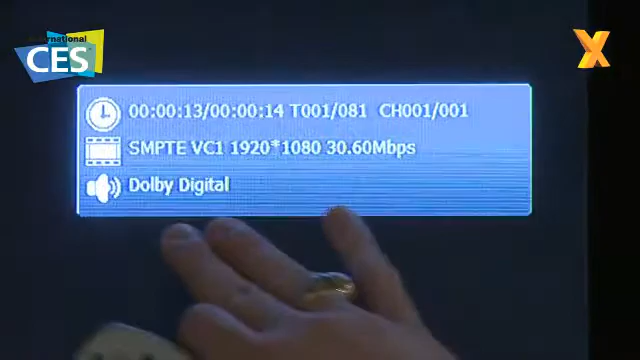 International
CES
X
00:00:13/00:00:14 T001/081 CH001/001
SMPTE VC1 1920*1080 30.60Mbps
Dolby Digital